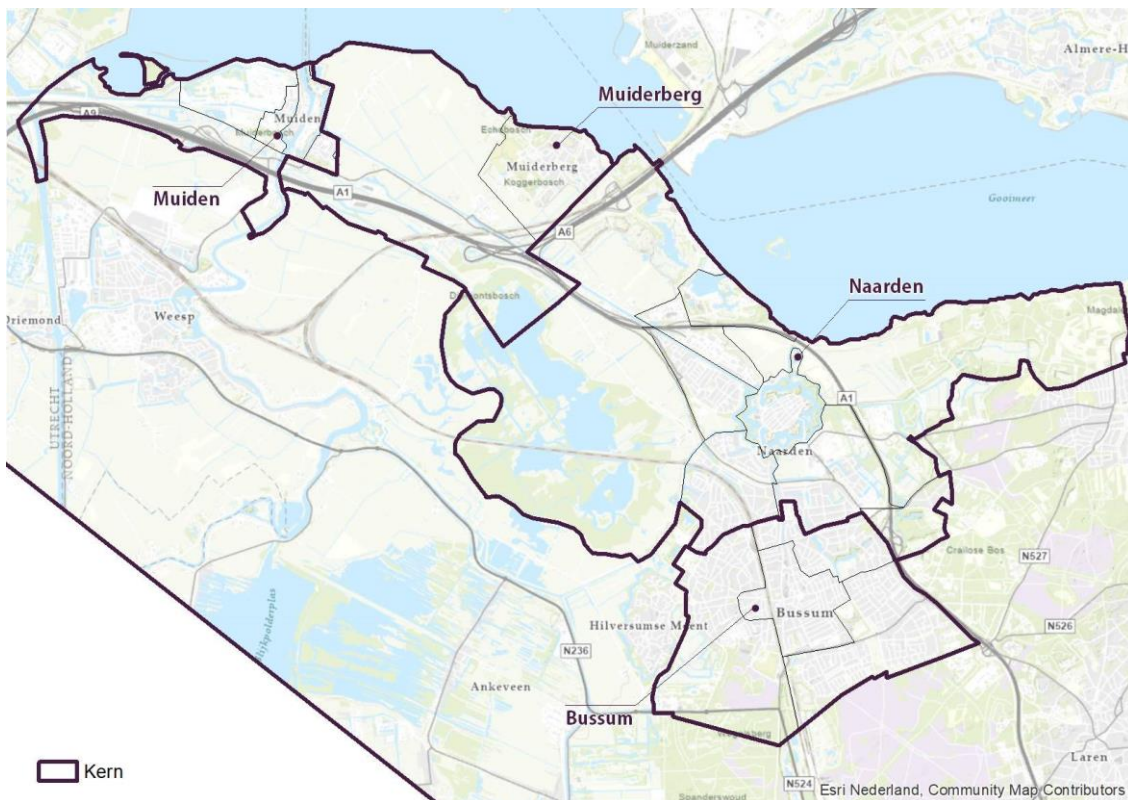 Muiderzand
Almere-H
A9
Muiden
Muiderbosch
Muiderberg
Echobosch
Muiderberg
Koggerbosch
Muiden
A1
A6
Gooimeer
Naarden
Driemond
Weesp
UTRECHT
NOORD-HOLLAND
A1
Naarden
Crailose Bos
N527
Hilversumse Meent
Bussum
N526
N236
Ankeveen
Bussum
Laren
Kern
N524
Spanderswoud
Esri Nederland, Community Map Contributors